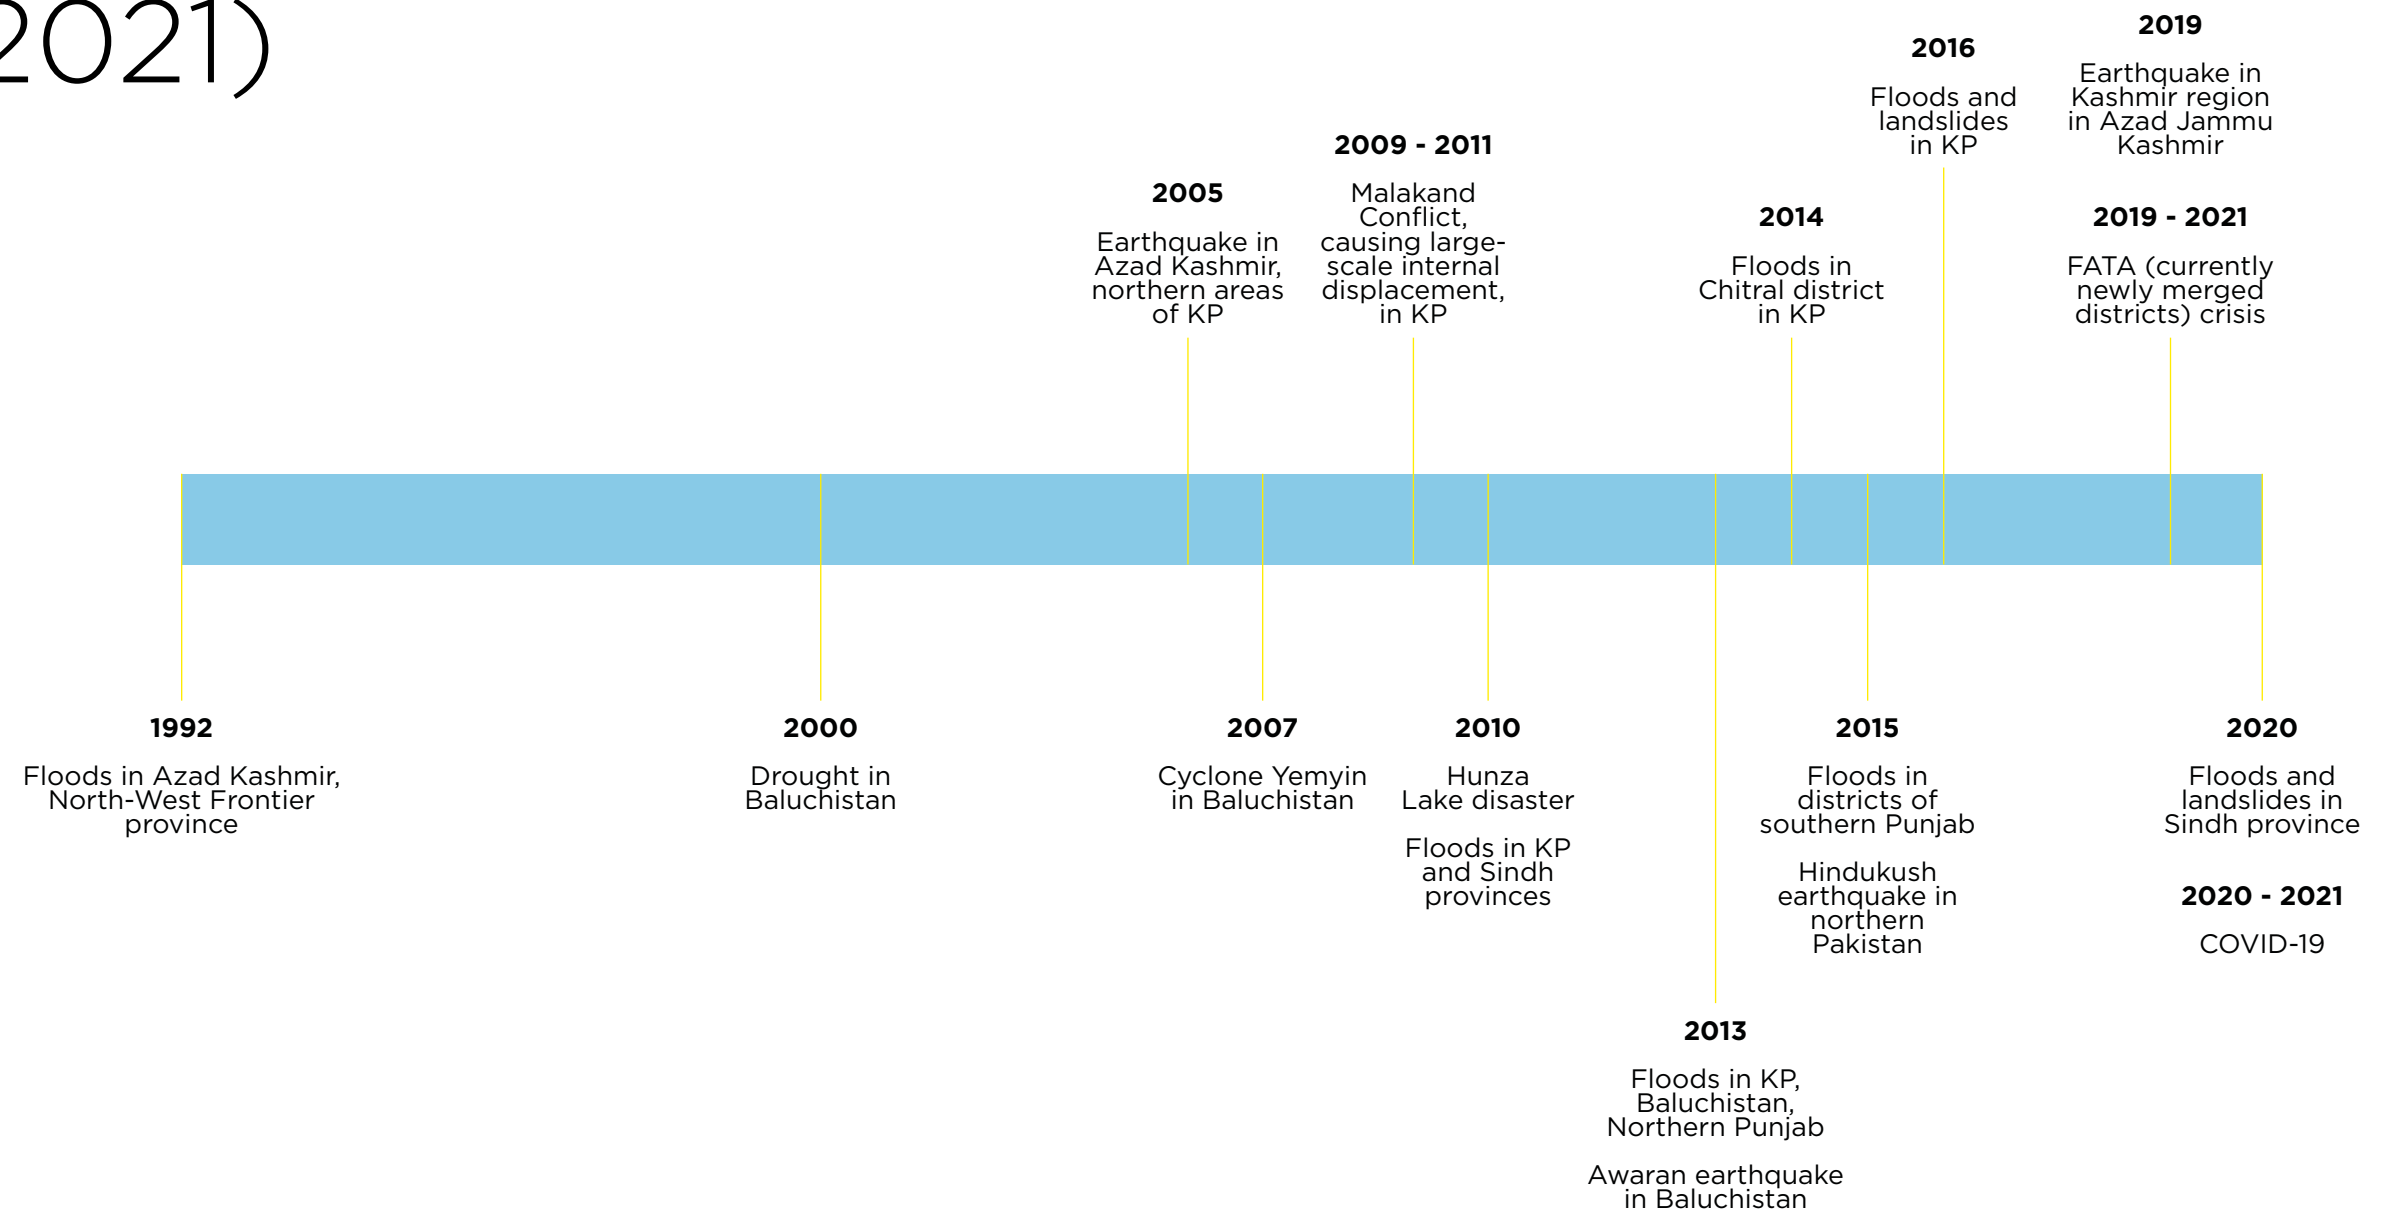 2021)
2019
Earthquake in
Kashmir region
in Azad Jammu
Kashmir
2016
Floods and
landslides
in KP
2009 - 2011
Malakand
Conflict,
causing large-
scale internal
displacement,
in KP
2005
Earthquake in
Azad Kashmir,
northern areas
of KP
2014
Floods in
Chitral district
in KP
2019 - 2021
FATA (currently
newly merged
districts) crisis
1992
Floods in Azad Kashmir,
North-West Frontier
province
2000
Drought in
Baluchistan
2007
Cyclone Yemyin
in Baluchistan
2010
Hunza
Lake disaster
Floods in KP
and Sindh
provinces
2015
Floods in
districts of
southern Punjab
Hindukush
earthquake in
northern
Pakistan
2020
Floods and
landslides in
Sindh province
2020 - 2021
COVID-19
2013
Floods in KP,
Baluchistan,
Northern Punjab
Awaran earthquake
in Baluchistan